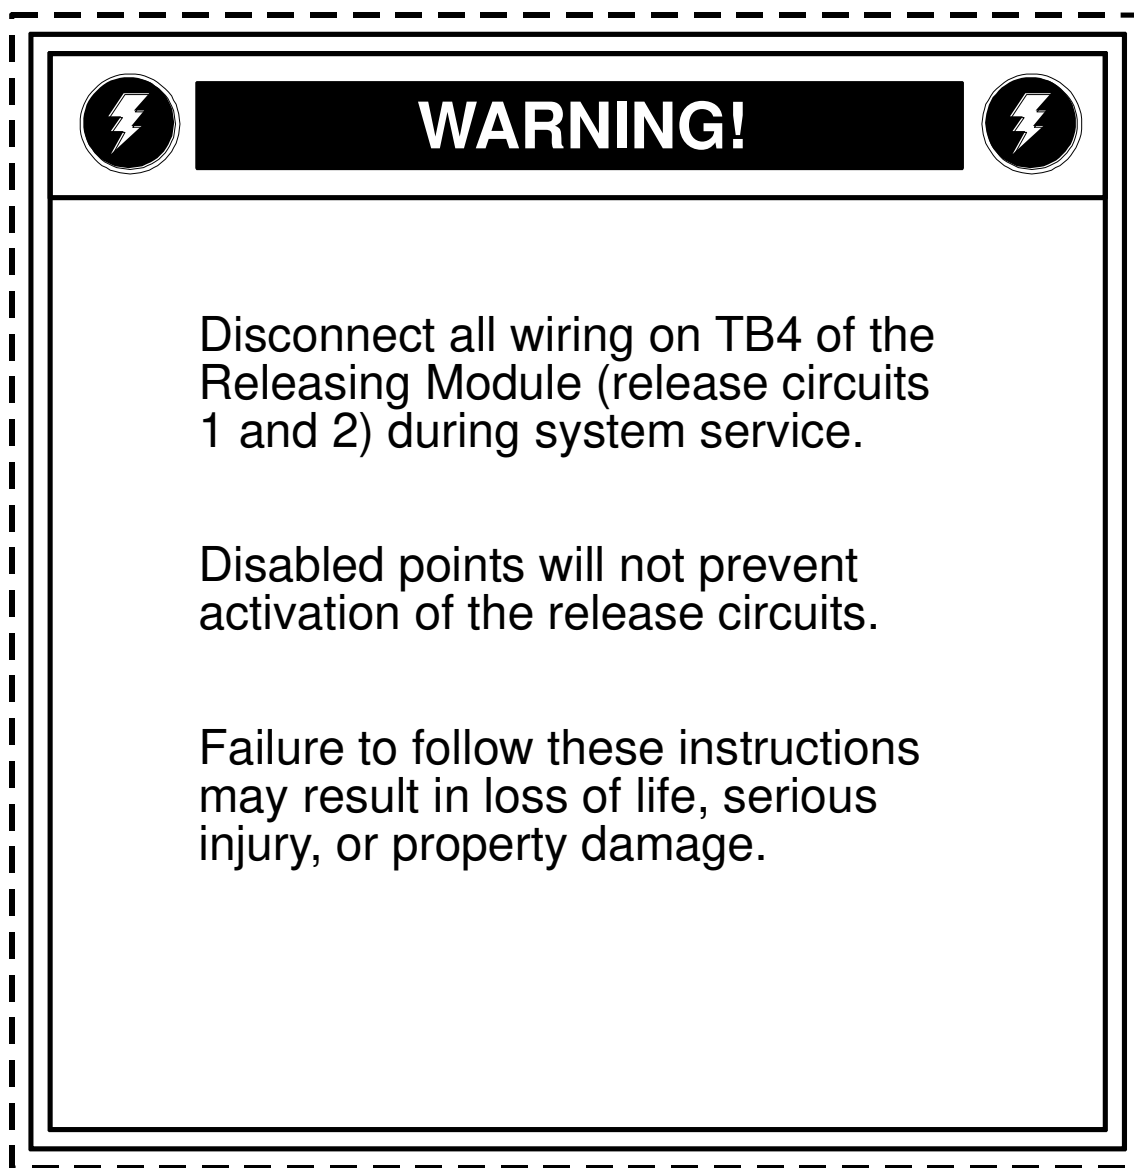 WARNING!
Disconnect all wiring on TB4 of the
Releasing Module (release circuits
1 and 2) during system service.
Disabled points will not prevent
activation of the release circuits.
Failure to follow these instructions
may result in loss of life, serious
injury, or property damage.